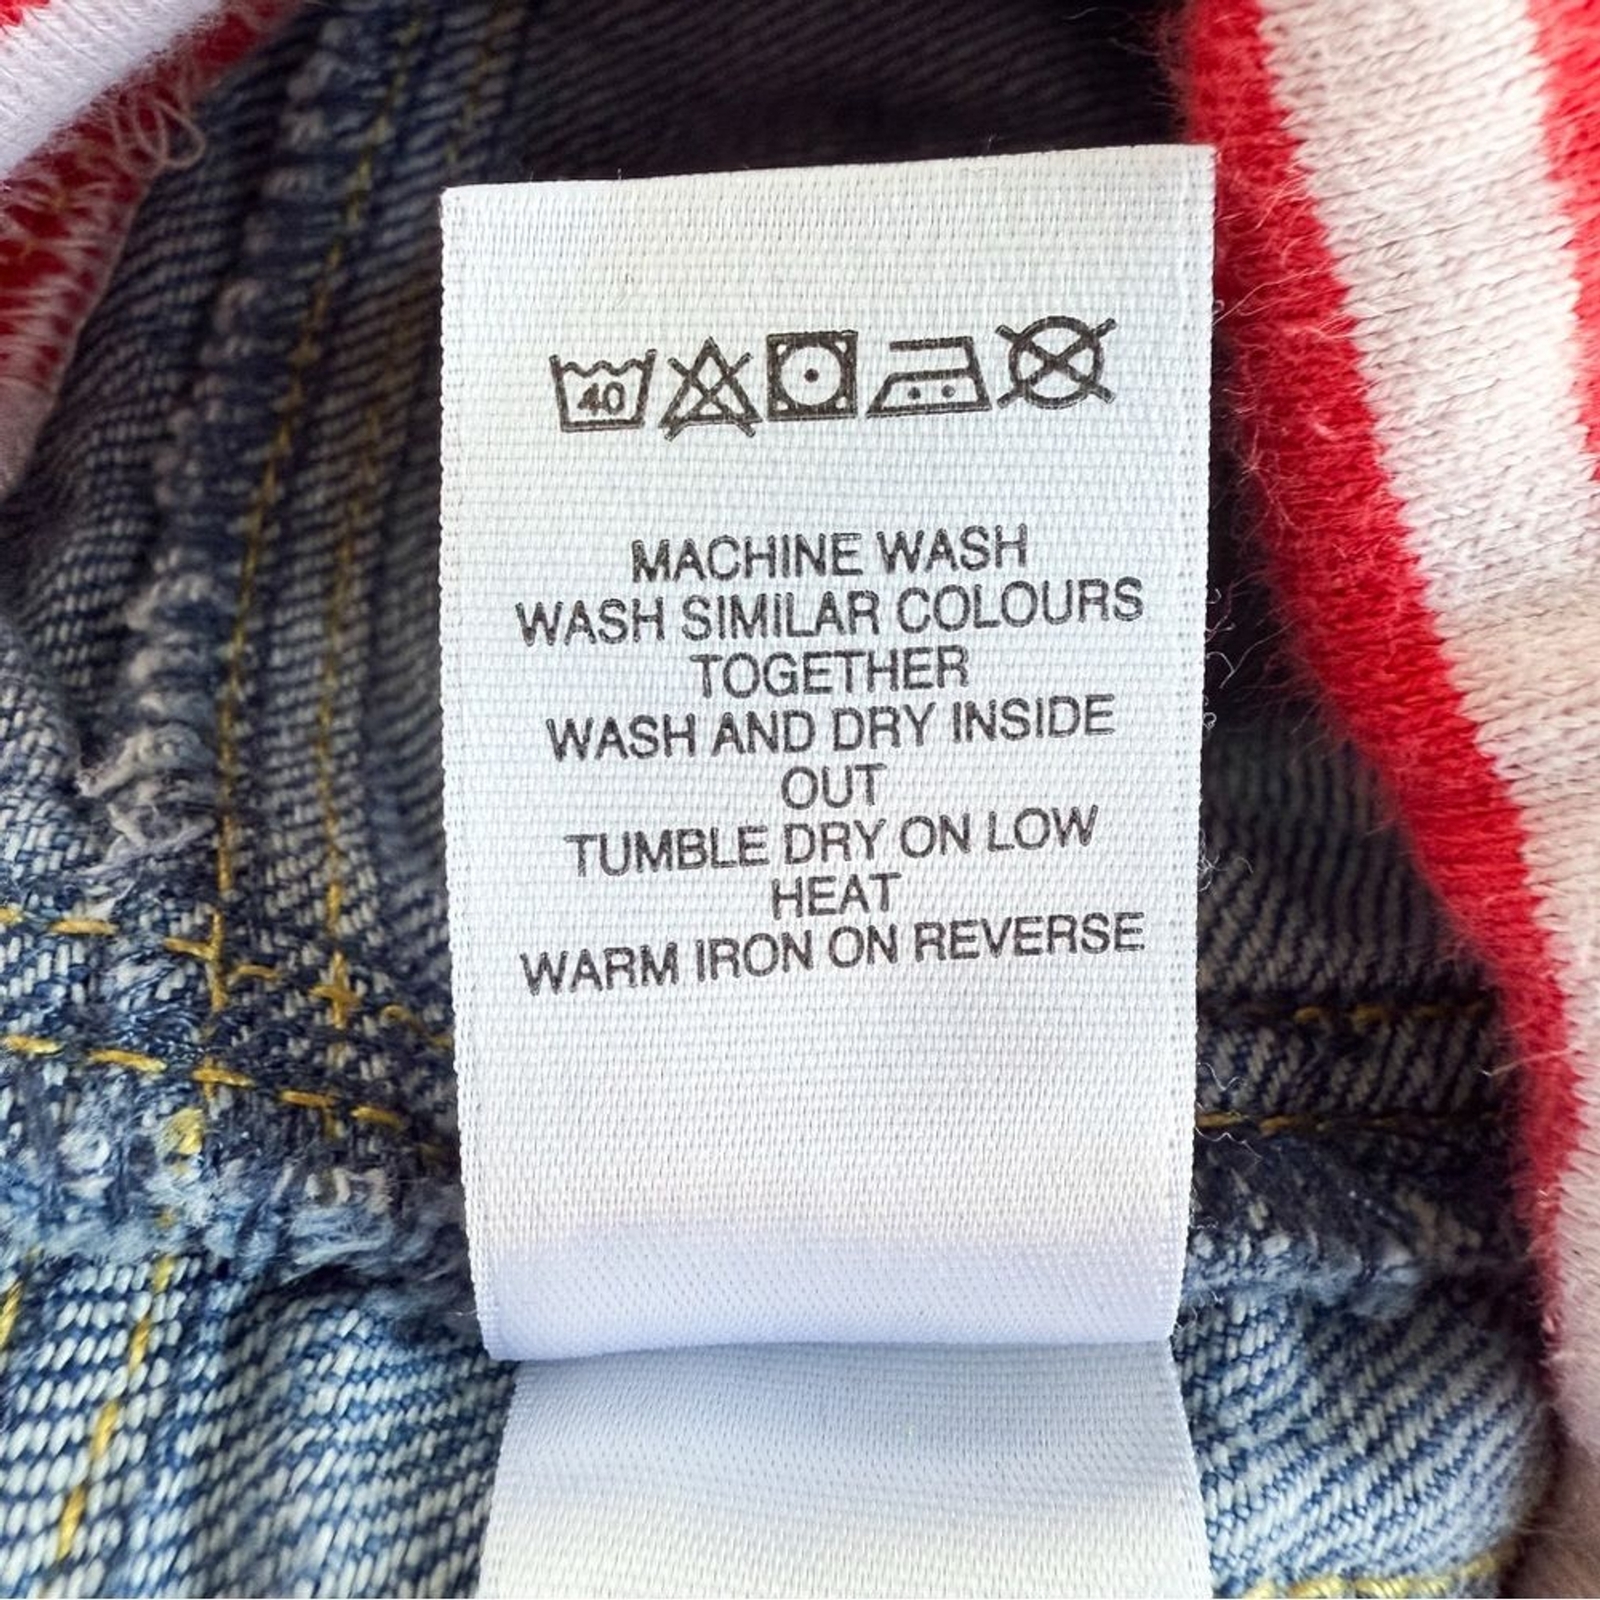 40
MACHINE WASH
WASH SIMILAR COLOURS
TOGETHER
WASH AND DRY INSIDE
OUT
TUMBLE DRY ON LOW
HEAT
WARM IRON ON REVERSE